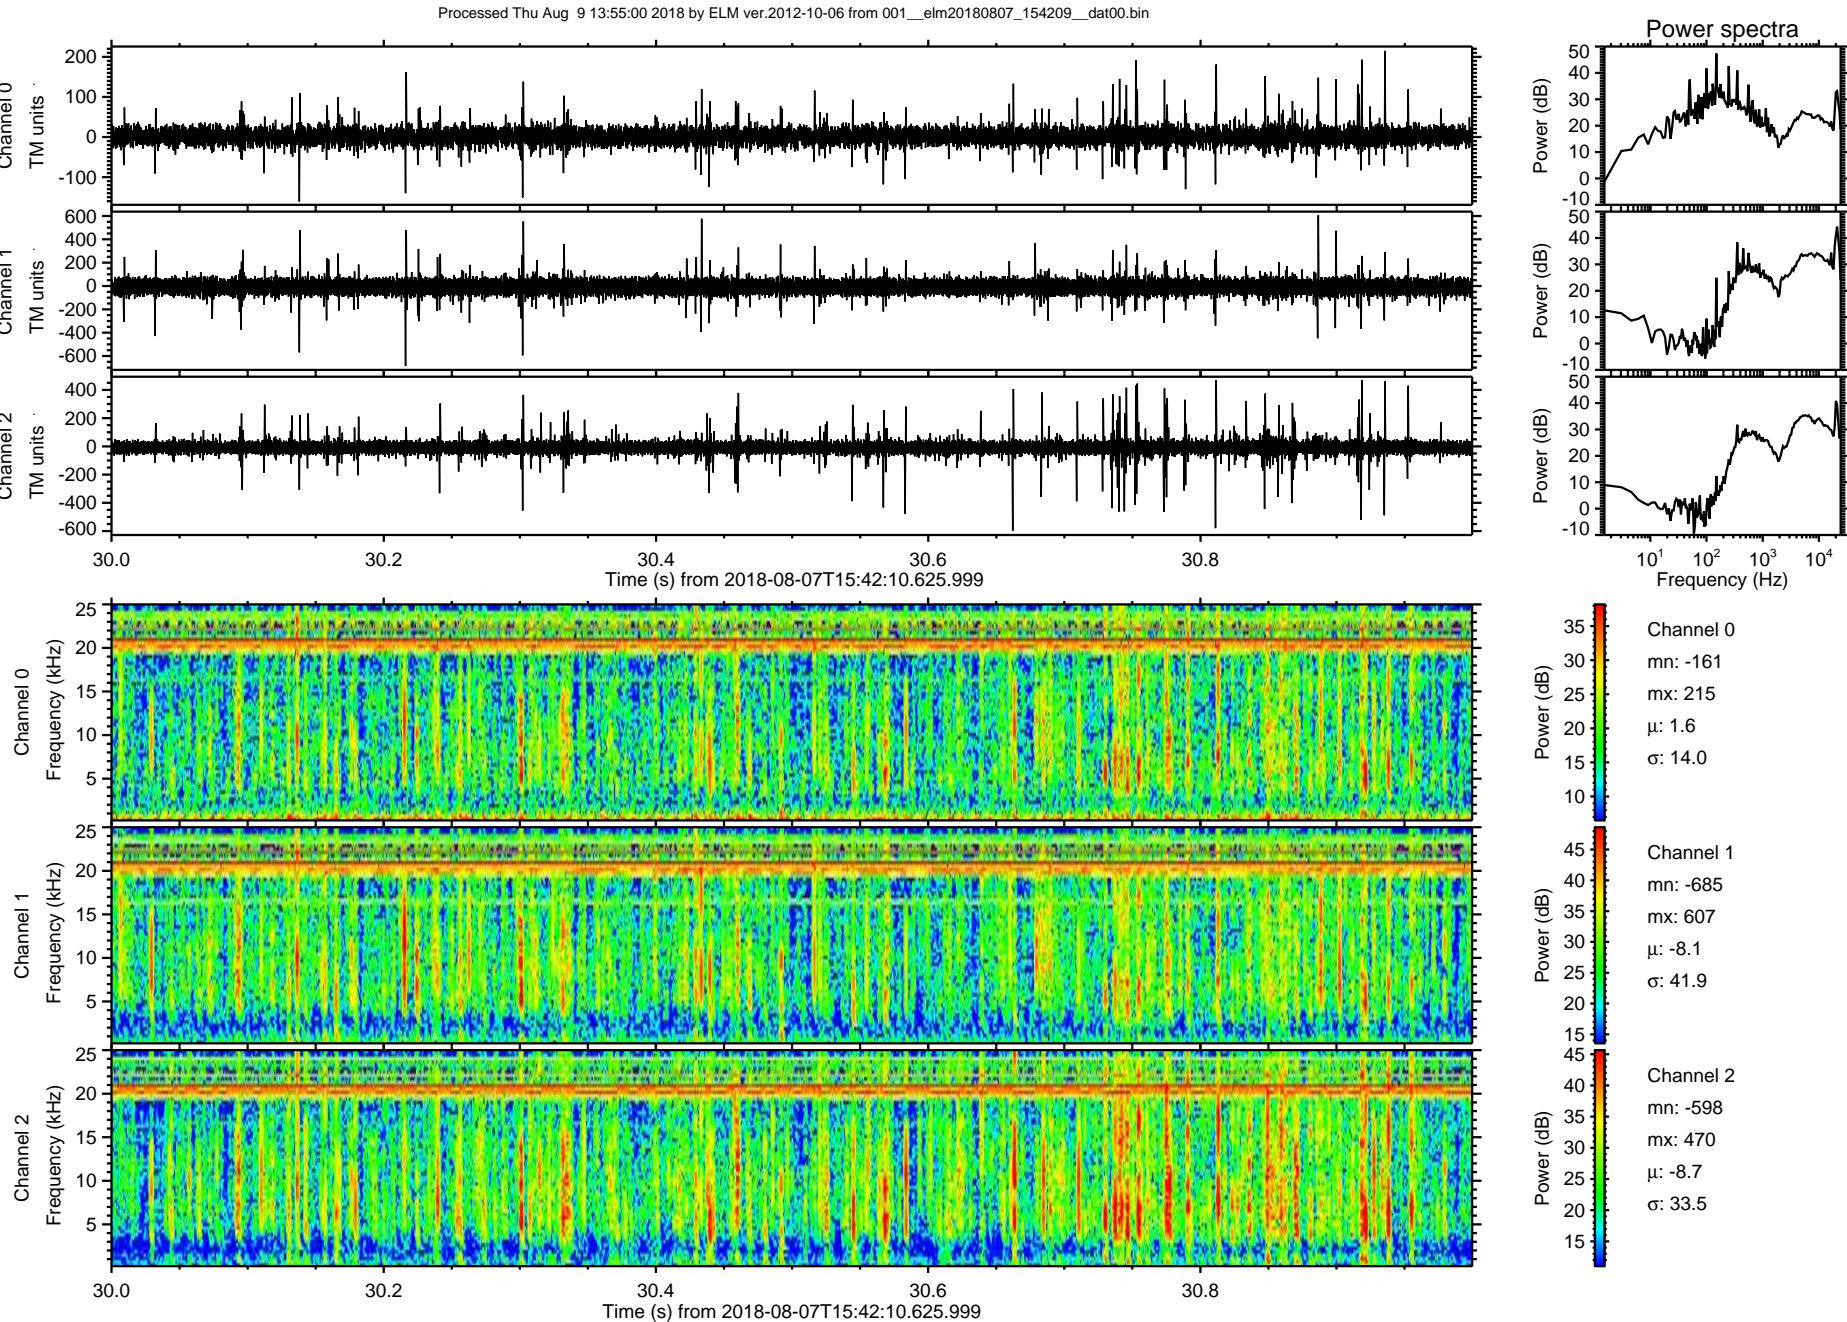 Processed Thu Aug  9 13:55:00 2018 by ELM ver.2012-10-06 from 001__elm20180807_154209__dat00.bin
Power spectra
Channel 0
TM units
200
100
0
-100
Power (dB)
50
40
30
20
10
0
-10
Channel 1
TM units
600
400
200
0
-200
-400
-600
Power (dB)
50
40
30
20
10
0
-10
Channel 2
TM units
400
200
0
-200
-400
-600
Power (dB)
50
40
30
20
10
0
-10
30.0 30.2 30.4 30.6 30.8
Time (s) from 2018-08-07T15:42:10.625.999
10^1 10^2 10^3 10^4
Frequency (Hz)
Channel 0
Frequency (kHz)
25
20
15
10
5
Power (dB)
35
30
25
20
15
10
Channel 0
mn: -161
mx: 215
μ: 1.6
σ: 14.0
Channel 1
Frequency (kHz)
25
20
15
10
5
Power (dB)
45
40
35
30
25
20
15
Channel 1
mn: -685
mx: 607
μ: -8.1
σ: 41.9
Channel 2
Frequency (kHz)
25
20
15
10
5
Power (dB)
45
40
35
30
25
20
15
Channel 2
mn: -598
mx: 470
μ: -8.7
σ: 33.5
30.0 30.2 30.4 30.6 30.8
Time (s) from 2018-08-07T15:42:10.625.999